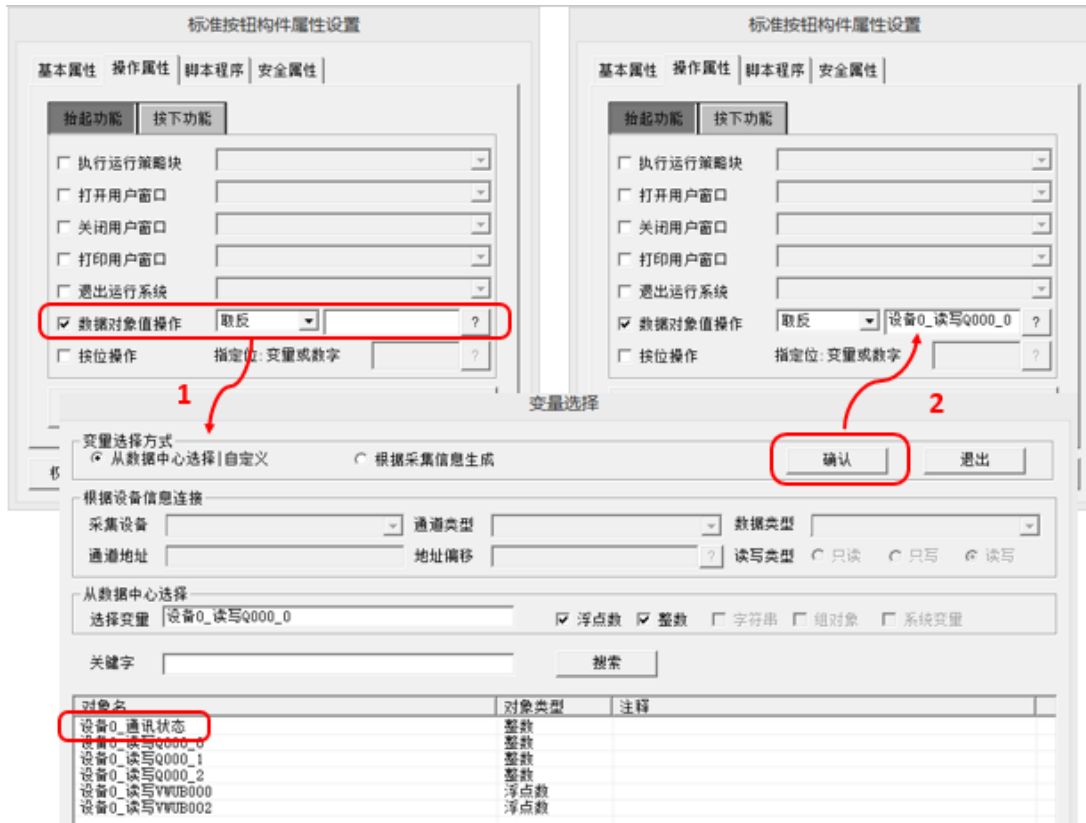 标准按钮构件属性设置
基本属性 操作属性 脚本程序 安全属性
抬起功能 按下功能
执行运行策略块
打开用户窗口
关闭用户窗口
打印用户窗口
退出运行系统
数据对象值操作 取反 ?
按位操作 指定位:变量或数字 ?
1
标准按钮构件属性设置
基本属性 操作属性 脚本程序 安全属性
抬起功能 按下功能
执行运行策略块
打开用户窗口
关闭用户窗口
打印用户窗口
退出运行系统
数据对象值操作 取反 设备0_读写Q000_0 ?
按位操作 指定位:变量或数字 ?
2
变量选择
变量选择方式
从数据中心选择|自定义 根据采集信息生成 确认 退出
根据设备信息连接
采集设备 通道类型 数据类型
通道地址 地址偏移 ? 读写类型 只读 只写 读写
从数据中心选择
选择变量 设备0_读写Q000_0 浮点数 整数 字符串 组对象 系统变量
关键字 搜索
对象名 对象类型 注释
设备0_通讯状态 整数
设备0_读写Q000_0 整数
设备0_读写Q000_1 整数
设备0_读写Q000_2 整数
设备0_读写VWUB000 浮点数
设备0_读写VWUB002 浮点数